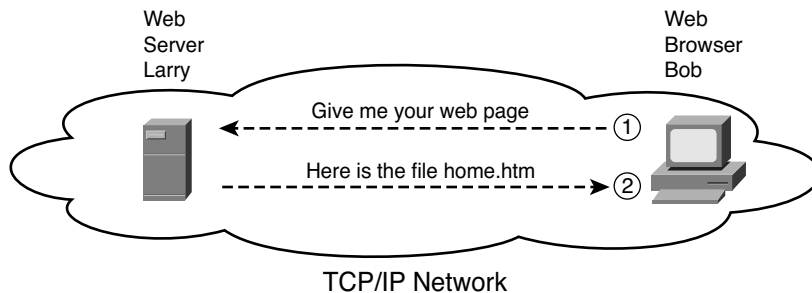 Web
Server
Larry
Web
Browser
Bob
Give me your web page
1
Here is the file home.htm
2
TCP/IP Network